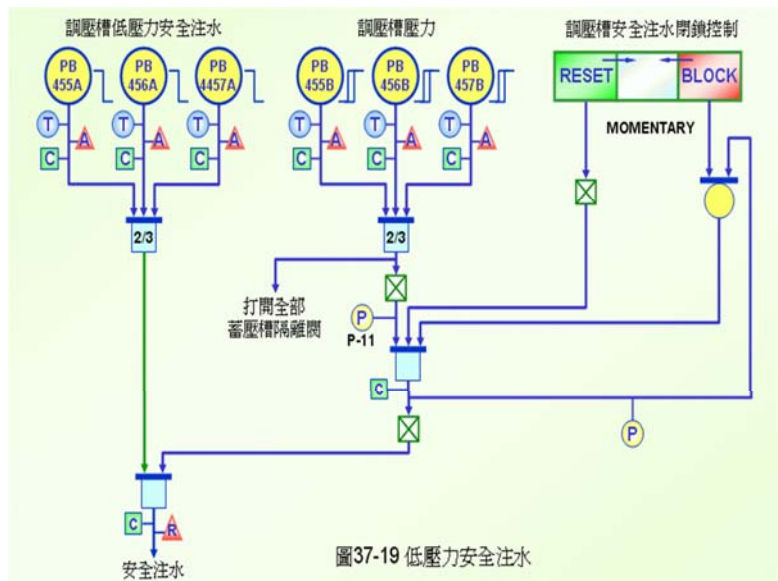 調壓槽低壓力安全注水
調壓槽壓力
調壓槽安全注水閉鎖控制
PB
455A
PB
456A
PB
4457A
PB
455B
PB
456B
PB
457B
RESET
BLOCK
MOMENTARY
T
T
T
T
T
T
A
A
A
A
A
A
C
C
C
C
C
C
2/3
2/3
打開全部
蓄壓槽隔離閥
P
P-11
C
P
C
R
安全注水
圖37-19 低壓力安全注水